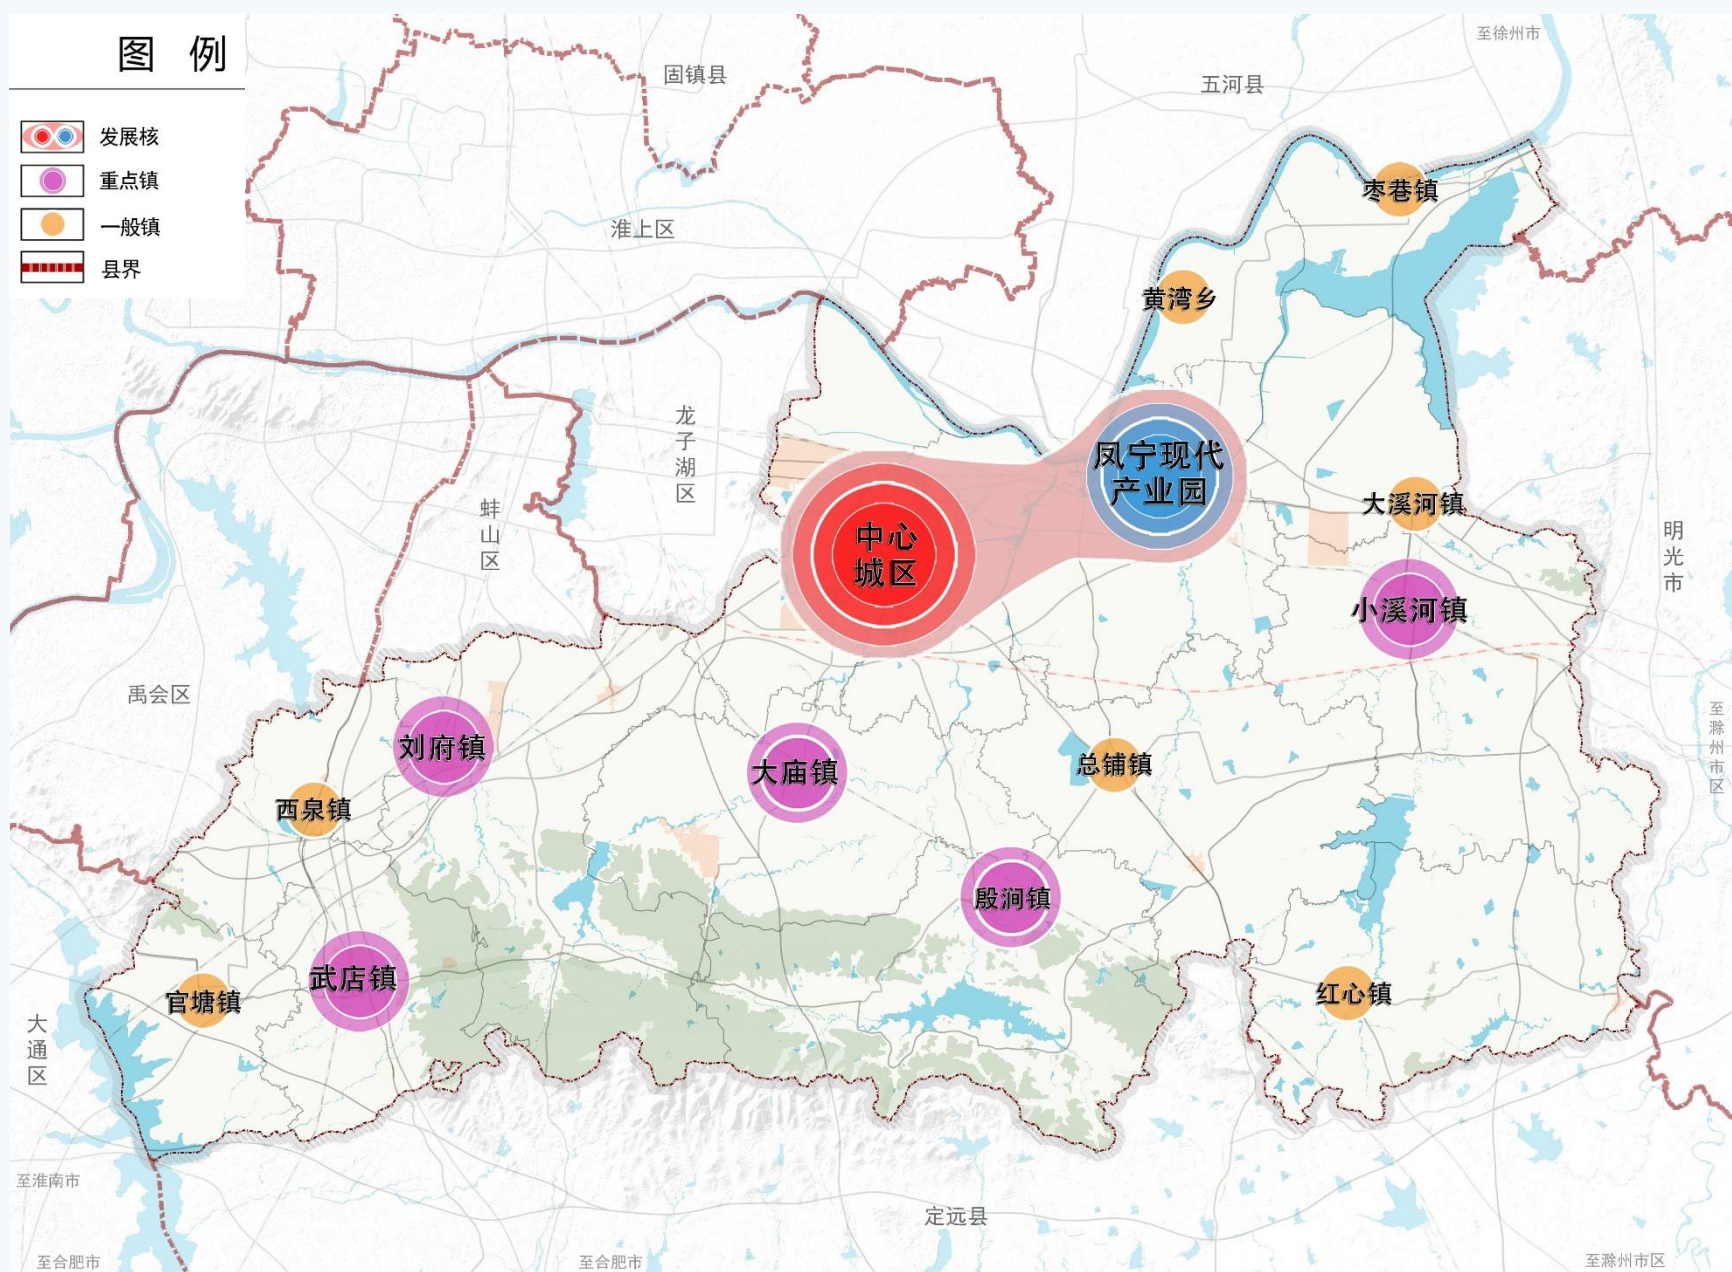 图 例
发展核
重点镇
一般镇
县界
至徐州市
固镇县
五河县
枣巷镇
淮上区
黄湾乡
龙子湖区
凤宁现代
产业园
蚌山区
大溪河镇
中心
城区
明光市
小溪河镇
禹会区
至滁州市区
刘府镇
大庙镇
总铺镇
西泉镇
殷涧镇
武店镇
官塘镇
红心镇
大通区
至淮南市
定远县
至合肥市
至合肥市
至滁州市区